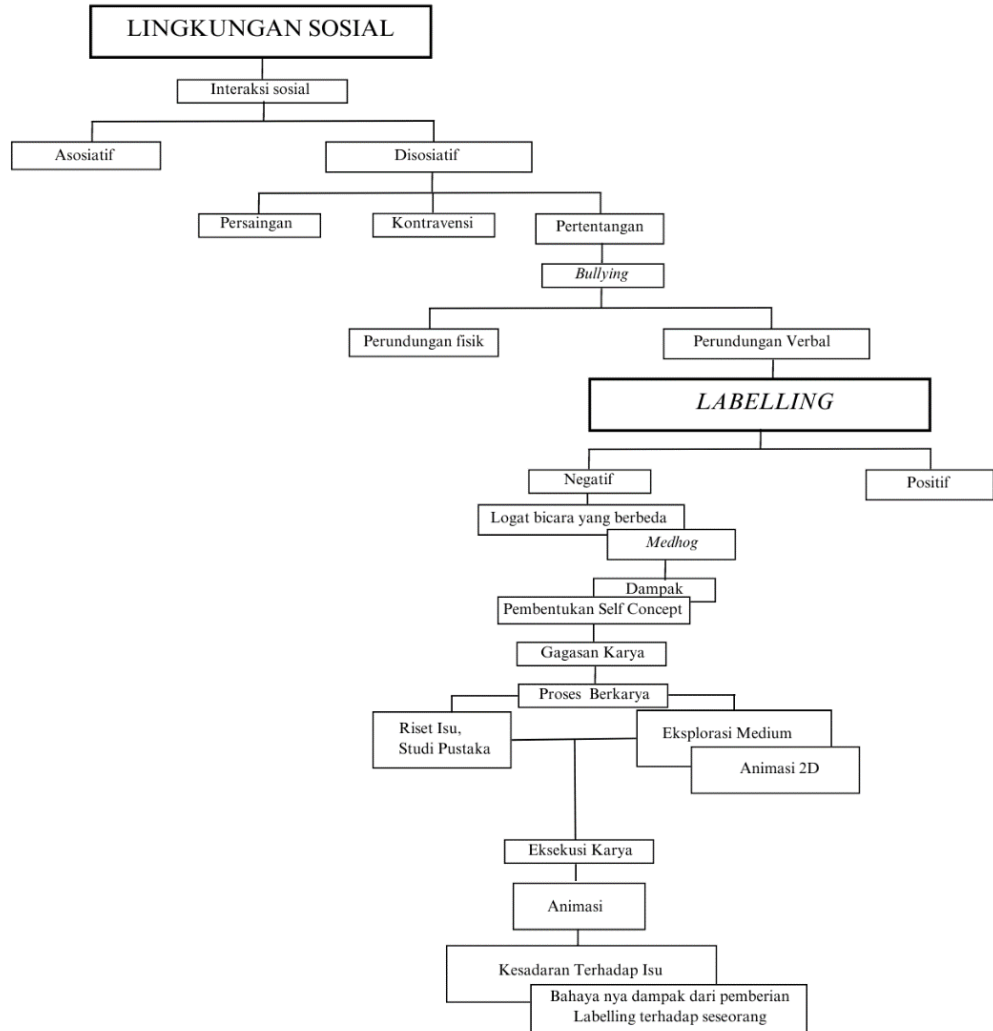 LINGKUNGAN SOSIAL
Interaksi sosial
Asosiatif
Disosiatif
Persaingan
Kontravensi
Pertentangan
Bullying
Perundungan fisik
Perundungan Verbal
LABELLING
Negatif
Positif
Logat bicara yang berbeda
Medhog
Dampak
Pembentukan Self Concept
Gagasan Karya
Proses Berkarya
Riset Isu,
Studi Pustaka
Eksplorasi Medium
Animasi 2D
Eksekusi Karya
Animasi
Kesadaran Terhadap Isu
Bahaya nya dampak dari pemberian
Labelling terhadap seseorang